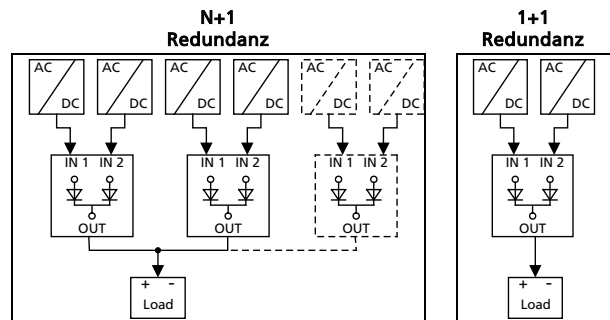 N+1
Redundanz
1+1
Redundanz
AC DC AC DC AC DC AC DC AC DC AC DC
AC DC AC DC
IN 1 IN 2 IN 1 IN 2 IN 1 IN 2
IN 1 IN 2
OUT OUT OUT
OUT
+ -
Load
+ -
Load